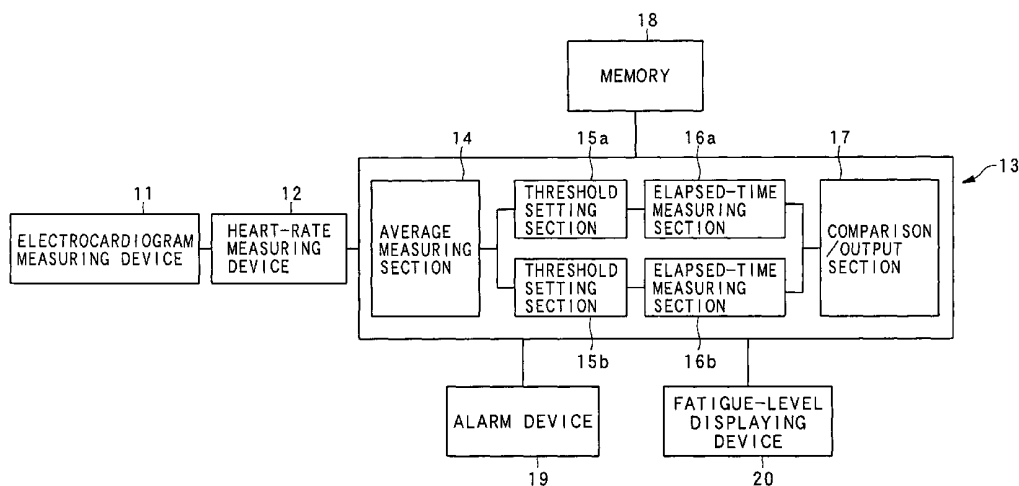 18
MEMORY
14
15a
16a
17
13
11
12
ELECTROCARDIOGRAM
MEASURING DEVICE
HEART-RATE
MEASURING
DEVICE
AVERAGE
MEASURING
SECTION
THRESHOLD
SETTING
SECTION
ELAPSED-TIME
MEASURING
SECTION
COMPARISON
/OUTPUT
SECTION
THRESHOLD
SETTING
SECTION
ELAPSED-TIME
MEASURING
SECTION
15b
16b
ALARM DEVICE
FATIGUE-LEVEL
DISPLAYING
DEVICE
19
20